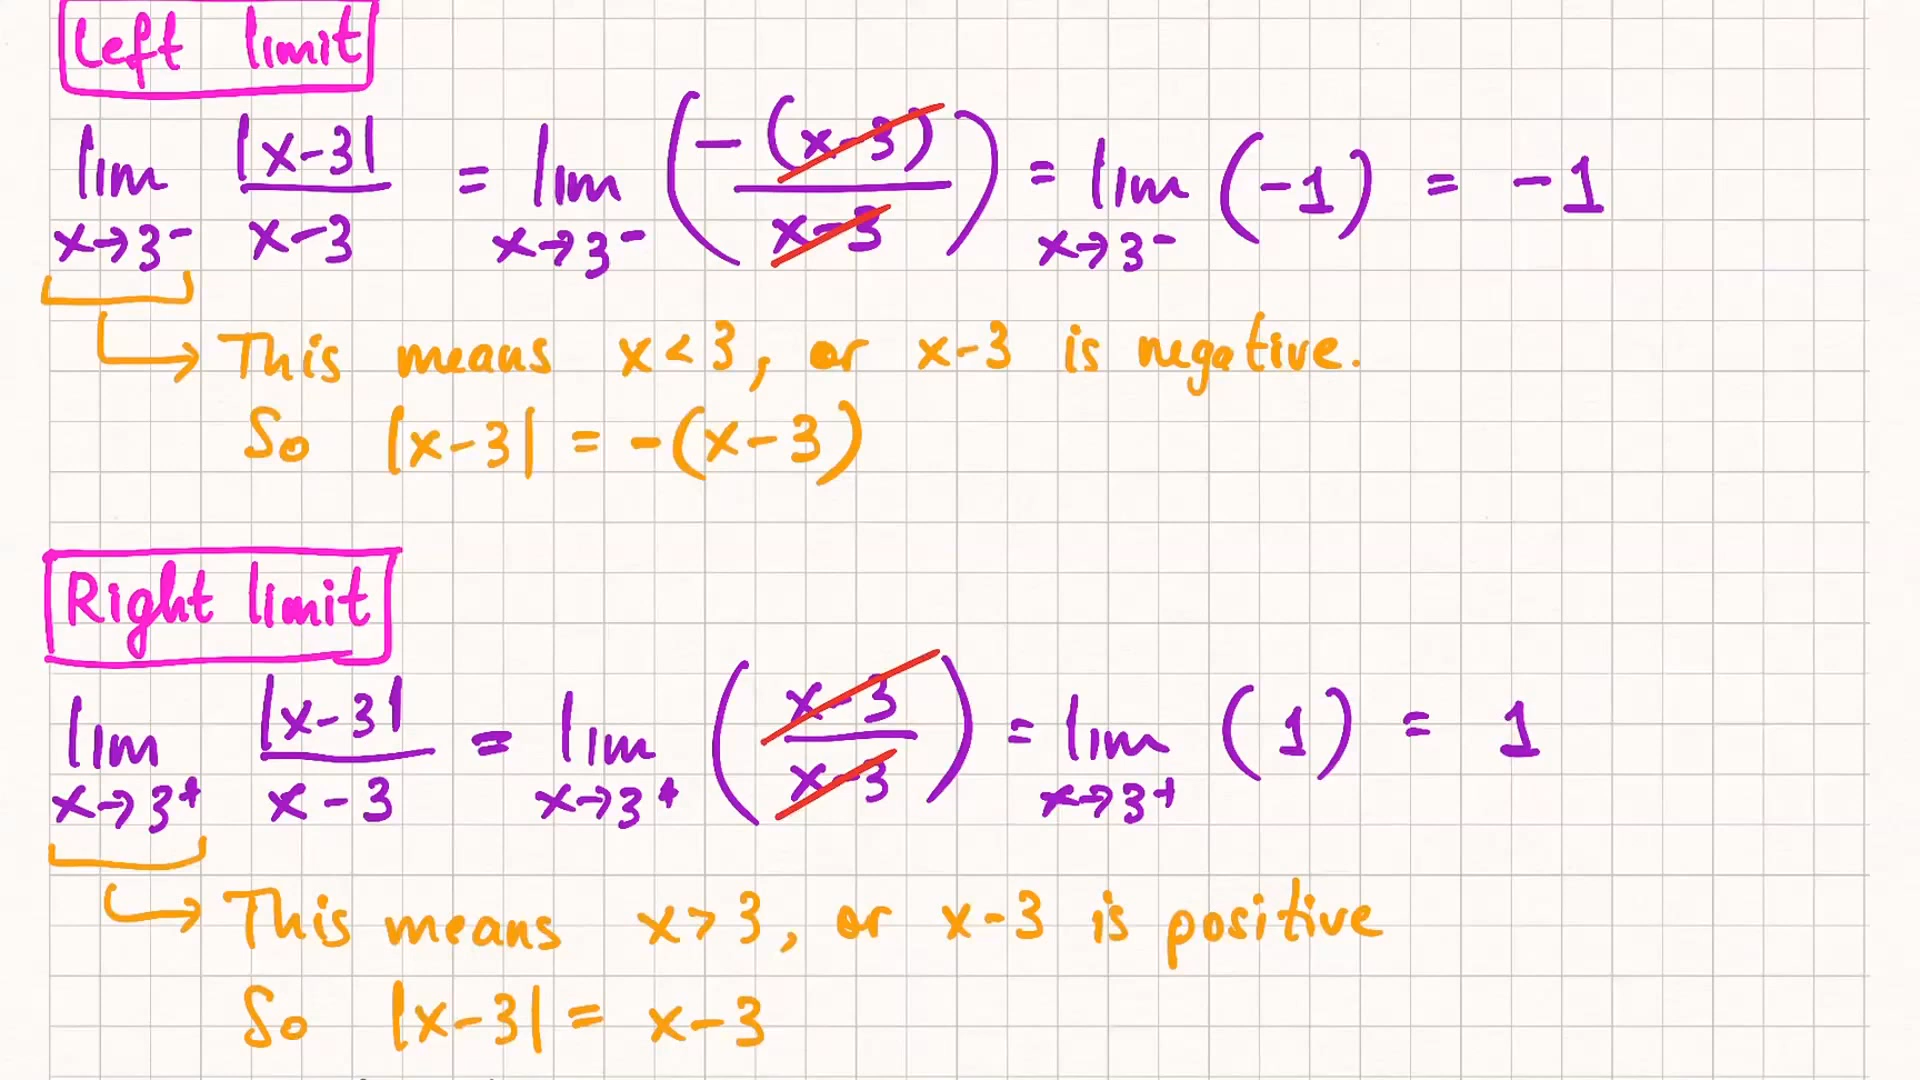 Left limit
lim x→3⁻ |x-3| / x-3 = lim x→3⁻ (-(x-3) / x-3) = lim x→3⁻ (-1) = -1
This means x<3, or x-3 is negative.
So |x-3| = -(x-3)
Right limit
lim x→3⁺ |x-3| / x-3 = lim x→3⁺ (x-3 / x-3) = lim x→3⁺ (1) = 1
This means x>3, or x-3 is positive
So |x-3| = x-3